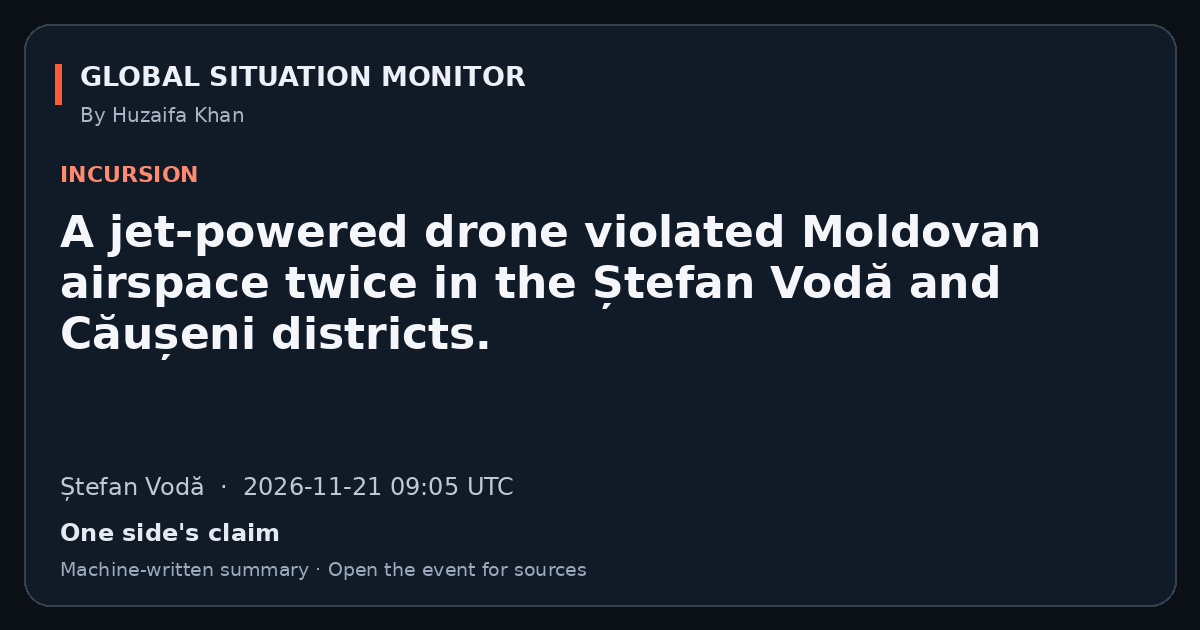 GLOBAL SITUATION MONITOR
By Huzaifa Khan
INCURSION
A jet-powered drone violated Moldovan
airspace twice in the Ștefan Vodă and
Căușeni districts.
Ștefan Vodă · 2026-11-21 09:05 UTC
One side's claim
Machine-written summary · Open the event for sources